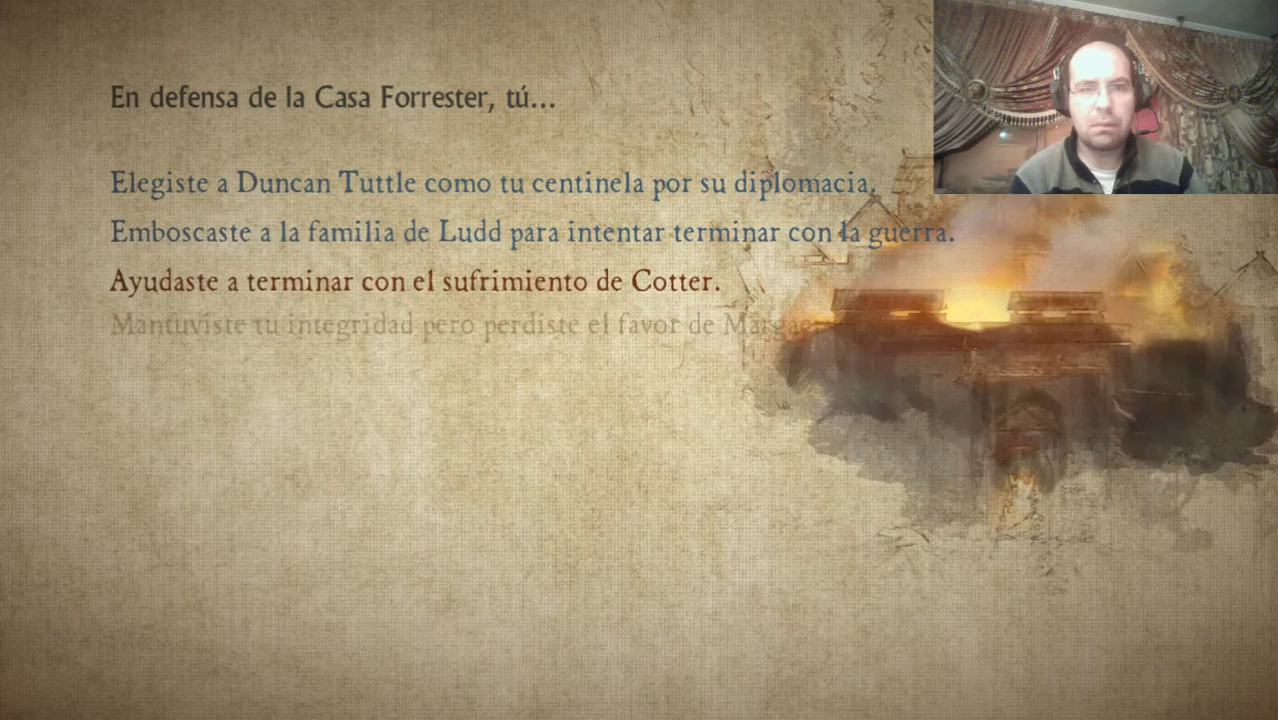 En defensa de la Casa Forrester, tú...
Elegiste a Duncan Tuttle como tu centinela por su diplomacia.
Emboscaste a la familia de Ludd para intentar terminar con la guerra.
Ayudaste a terminar con el sufrimiento de Cotter.
Mantuviste tu integridad pero perdiste el favor de Margaery.